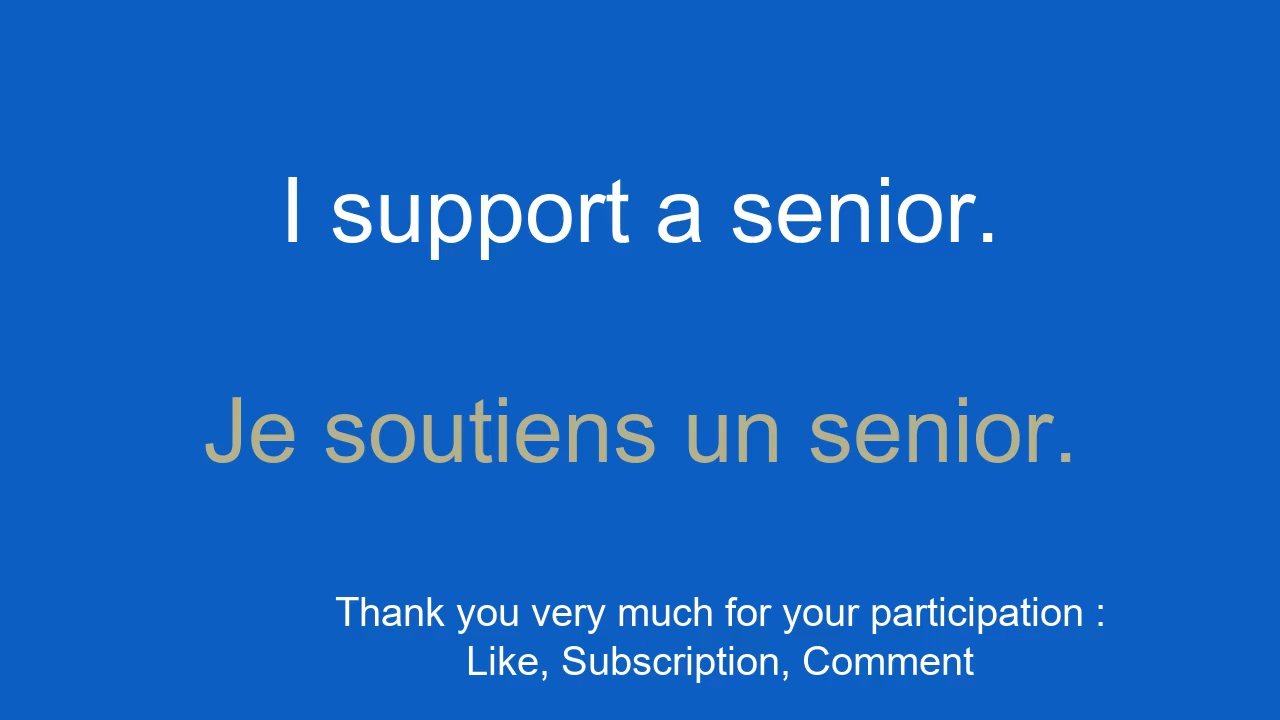 I support a senior.
Je soutiens un senior.
Thank you very much for your participation :
Like, Subscription, Comment